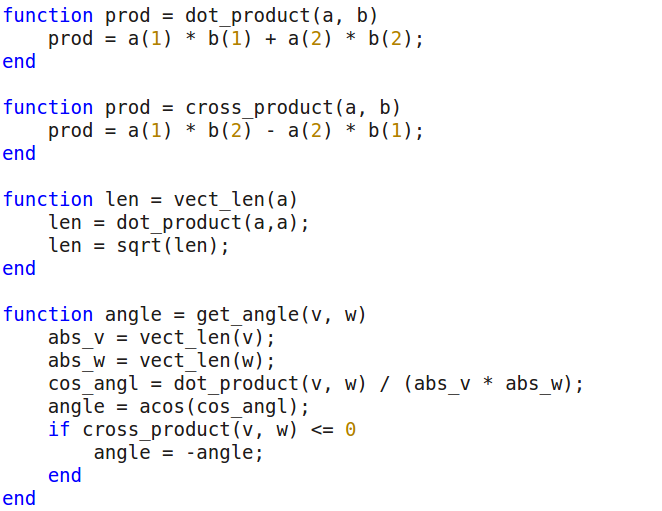 function prod = dot_product(a, b)
    prod = a(1) * b(1) + a(2) * b(2);
end

function prod = cross_product(a, b)
    prod = a(1) * b(2) - a(2) * b(1);
end

function len = vect_len(a)
    len = dot_product(a,a);
    len = sqrt(len);
end

function angle = get_angle(v, w)
    abs_v = vect_len(v);
    abs_w = vect_len(w);
    cos_angl = dot_product(v, w) / (abs_v * abs_w);
    angle = acos(cos_angl);
    if cross_product(v, w) <= 0
        angle = -angle;
    end
end